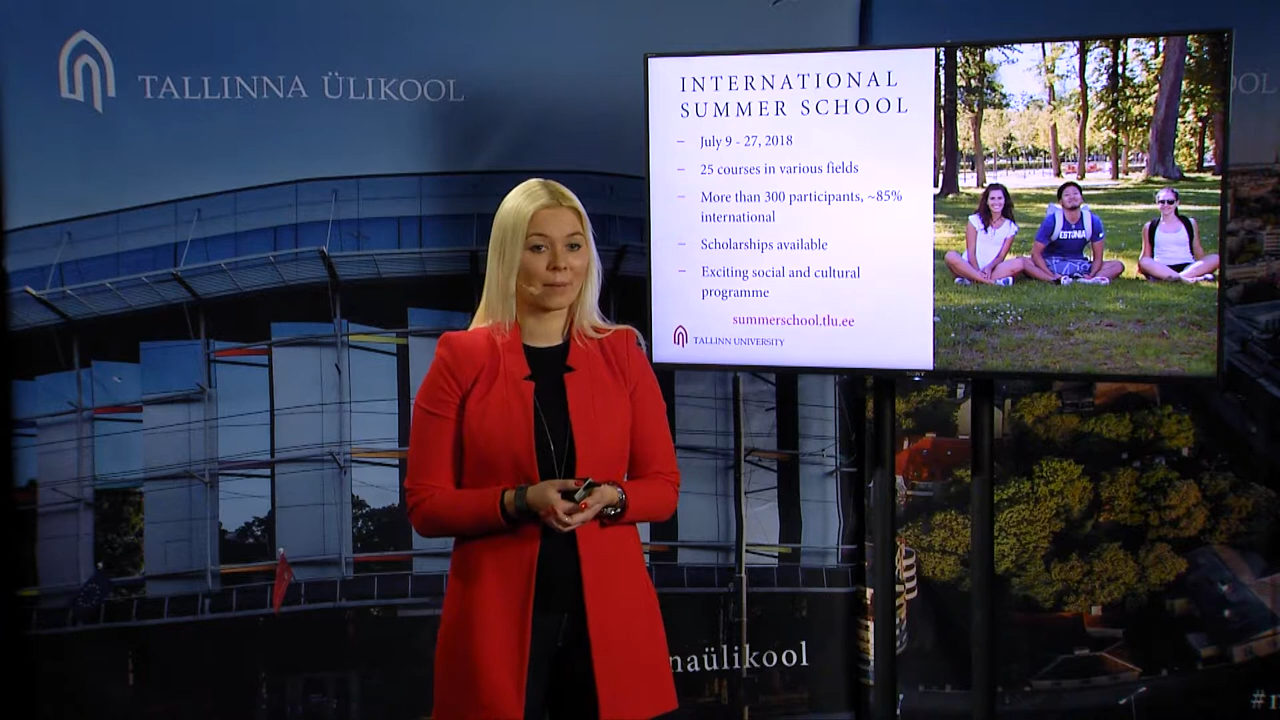 TALLINNA ÜLIKOOL
INTERNATIONAL
SUMMER SCHOOL
– July 9 - 27, 2018
– 25 courses in various fields
– More than 300 participants, ~85%
international
– Scholarships available
– Exciting social and cultural
programme
summerschool.tlu.ee
TALLINN UNIVERSITY
ESTONIA
OOL
naülikool
#